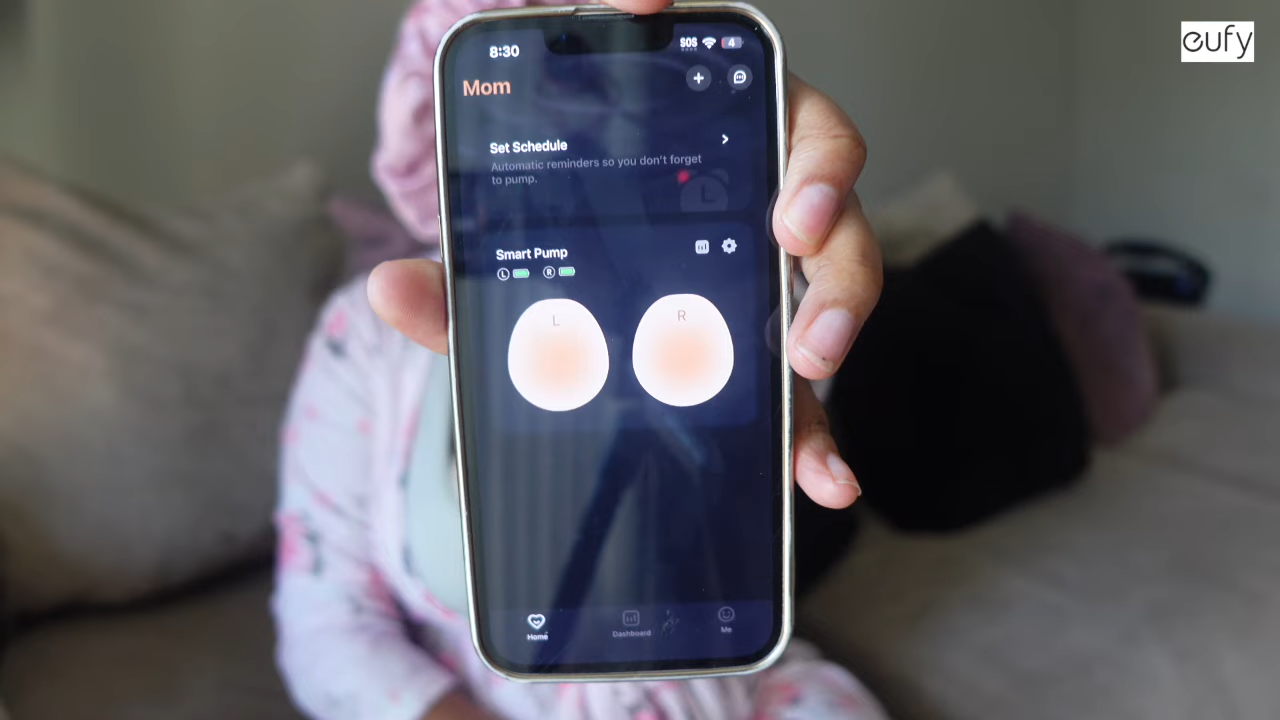 eufy
8:30 SOS 4
Mom
Set Schedule
Automatic reminders so you don't forget
to pump.
L
Smart Pump
L R
L R
Home Dashboard Me